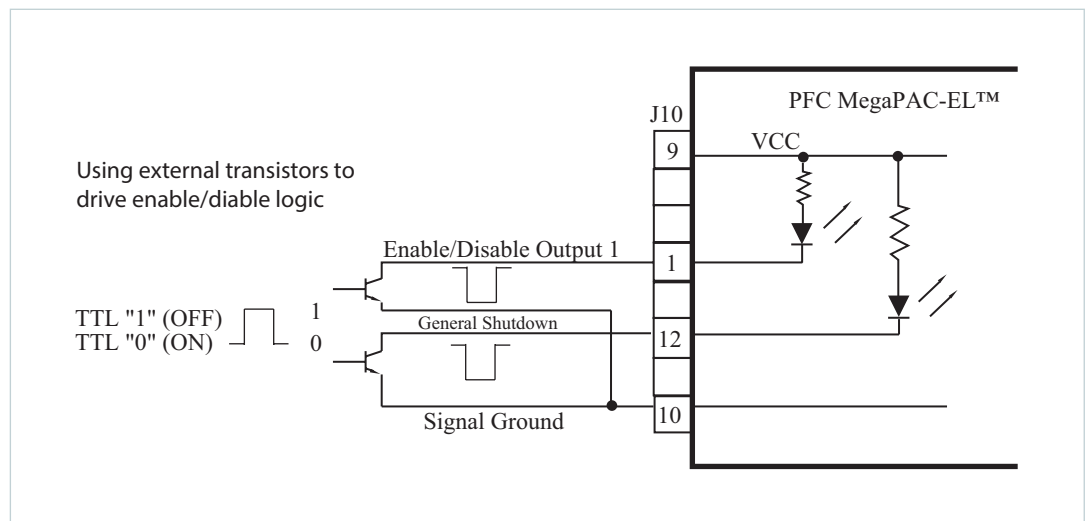 PFC MegaPAC-EL™
J10
9
VCC
Using external transistors to
drive enable/diable logic
Enable/Disable Output 1
1
TTL "1" (OFF)
1
General Shutdown
TTL "0" (ON)
0
12
10
Signal Ground